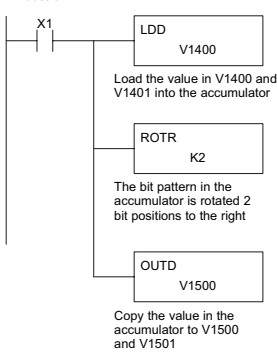 X1
LDD
V1400
Load the value in V1400 and
V1401 into the accumulator
ROTR
K2
The bit pattern in the
accumulator is rotated 2
bit positions to the right
OUTD
V1500
Copy the value in the
accumulator to V1500
and V1501